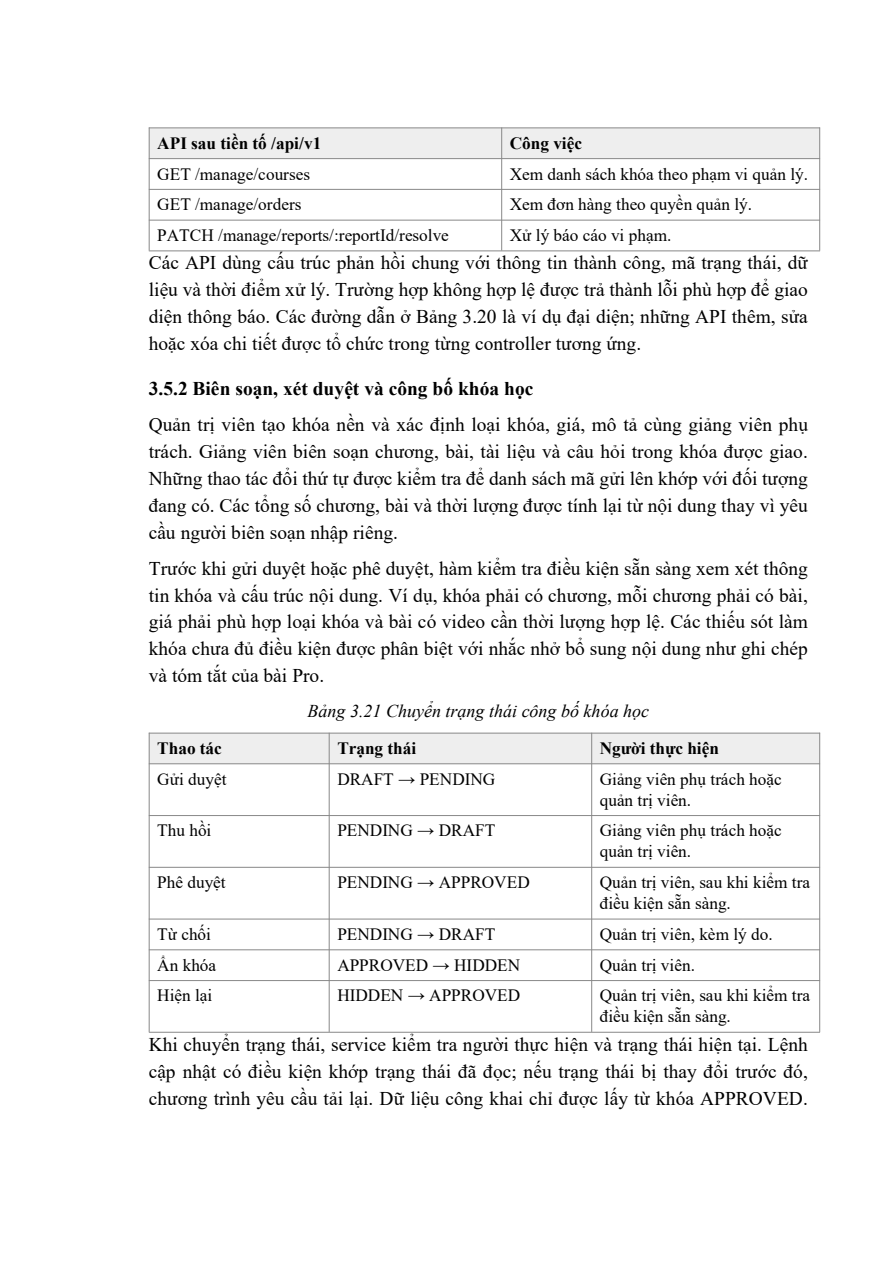 API sau tiền tố /api/v1 Công việc
GET /manage/courses Xem danh sách khóa theo phạm vi quản lý.
GET /manage/orders Xem đơn hàng theo quyền quản lý.
PATCH /manage/reports/:reportId/resolve Xử lý báo cáo vi phạm.
Các API dùng cấu trúc phản hồi chung với thông tin thành công, mã trạng thái, dữ
liệu và thời điểm xử lý. Trường hợp không hợp lệ được trả thành lỗi phù hợp để giao
diện thông báo. Các đường dẫn ở Bảng 3.20 là ví dụ đại diện; những API thêm, sửa
hoặc xóa chi tiết được tổ chức trong từng controller tương ứng.
3.5.2 Biên soạn, xét duyệt và công bố khóa học
Quản trị viên tạo khóa nền và xác định loại khóa, giá, mô tả cùng giảng viên phụ
trách. Giảng viên biên soạn chương, bài, tài liệu và câu hỏi trong khóa được giao.
Những thao tác đổi thứ tự được kiểm tra để danh sách mã gửi lên khớp với đối tượng
đang có. Các tổng số chương, bài và thời lượng được tính lại từ nội dung thay vì yêu
cầu người biên soạn nhập riêng.
Trước khi gửi duyệt hoặc phê duyệt, hàm kiểm tra điều kiện sẵn sàng xem xét thông
tin khóa và cấu trúc nội dung. Ví dụ, khóa phải có chương, mỗi chương phải có bài,
giá phải phù hợp loại khóa và bài có video cần thời lượng hợp lệ. Các thiếu sót làm
khóa chưa đủ điều kiện được phân biệt với nhắc nhở bổ sung nội dung như ghi chép
và tóm tắt của bài Pro.
Bảng 3.21 Chuyển trạng thái công bố khóa học
Thao tác Trạng thái Người thực hiện
Gửi duyệt DRAFT → PENDING Giảng viên phụ trách hoặc
quản trị viên.
Thu hồi PENDING → DRAFT Giảng viên phụ trách hoặc
quản trị viên.
Phê duyệt PENDING → APPROVED Quản trị viên, sau khi kiểm tra
điều kiện sẵn sàng.
Từ chối PENDING → DRAFT Quản trị viên, kèm lý do.
Ẩn khóa APPROVED → HIDDEN Quản trị viên.
Hiện lại HIDDEN → APPROVED Quản trị viên, sau khi kiểm tra
điều kiện sẵn sàng.
Khi chuyển trạng thái, service kiểm tra người thực hiện và trạng thái hiện tại. Lệnh
cập nhật có điều kiện khớp trạng thái đã đọc; nếu trạng thái bị thay đổi trước đó,
chương trình yêu cầu tải lại. Dữ liệu công khai chỉ được lấy từ khóa APPROVED.